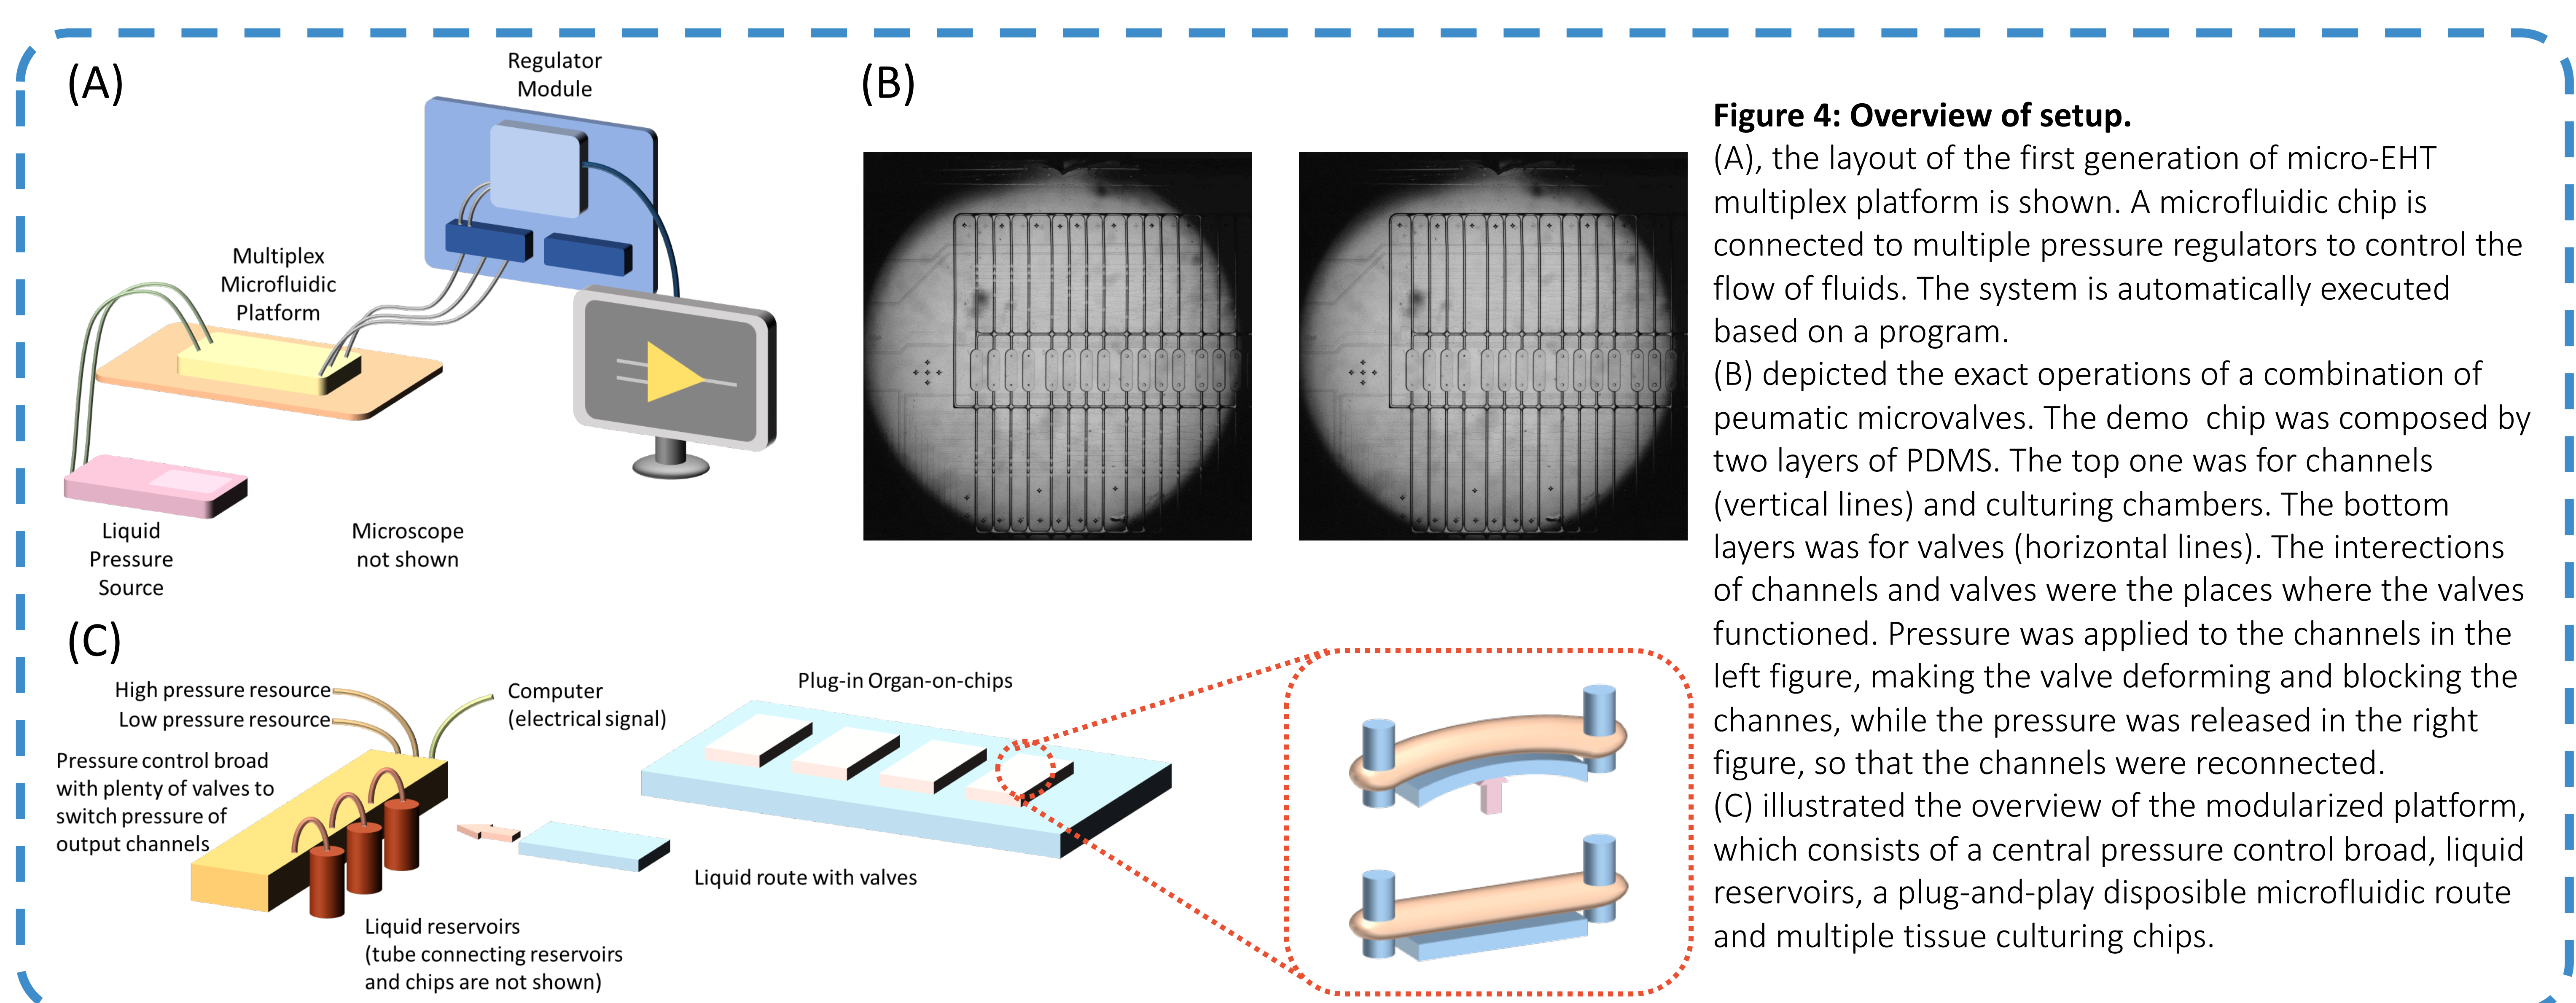 (A)
Regulator
Module
Multiplex
Microfluidic
Platform
Liquid
Pressure
Source
Microscope
not shown
(B)
(C)
High pressure resource
Low pressure resource
Computer
(electrical signal)
Pressure control broad
with plenty of valves to
switch pressure of
output channels
Liquid reservoirs
(tube connecting reservoirs
and chips are not shown)
Plug-in Organ-on-chips
Liquid route with valves
Figure 4: Overview of setup.
(A), the layout of the first generation of micro-EHT
multiplex platform is shown. A microfluidic chip is
connected to multiple pressure regulators to control the
flow of fluids. The system is automatically executed
based on a program.
(B) depicted the exact operations of a combination of
peumatic microvalves. The demo  chip was composed by
two layers of PDMS. The top one was for channels
(vertical lines) and culturing chambers. The bottom
layers was for valves (horizontal lines). The interections
of channels and valves were the places where the valves
functioned. Pressure was applied to the channels in the
left figure, making the valve deforming and blocking the
channes, while the pressure was released in the right
figure, so that the channels were reconnected.
(C) illustrated the overview of the modularized platform,
which consists of a central pressure control broad, liquid
reservoirs, a plug-and-play disposible microfluidic route
and multiple tissue culturing chips.